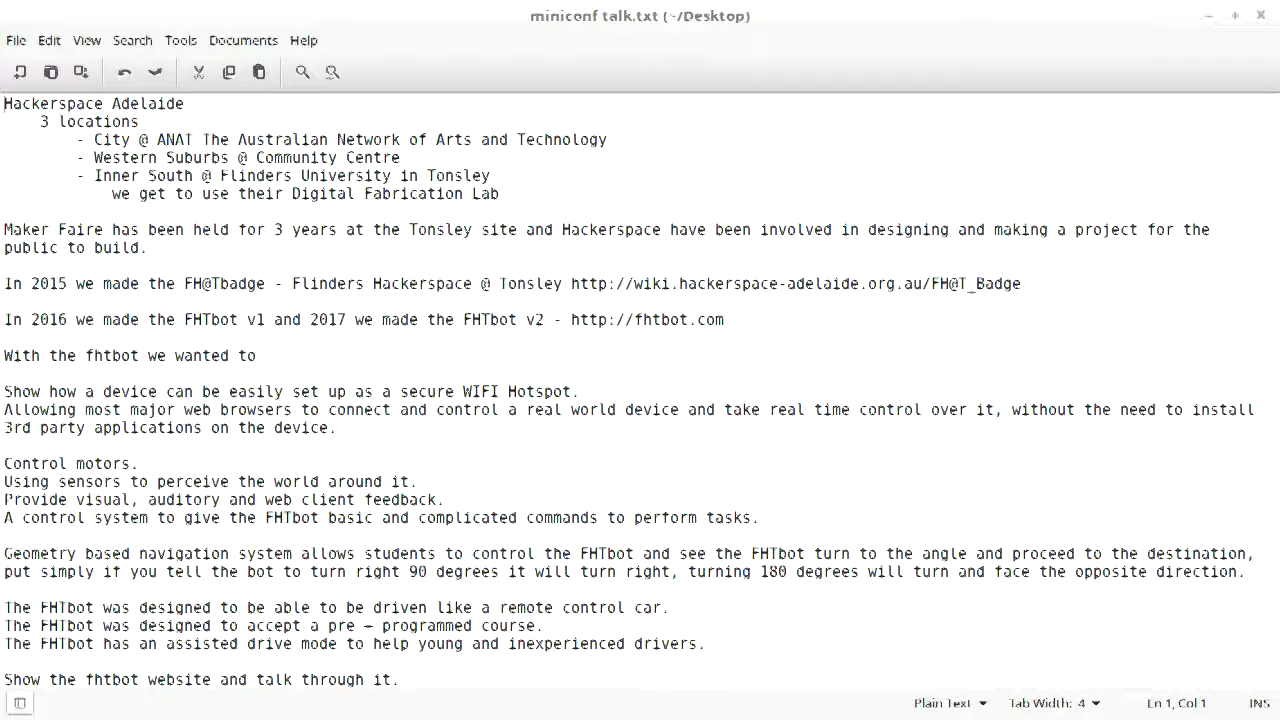 miniconf talk.txt (~/Desktop)
File Edit View Search Tools Documents Help
Hackerspace Adelaide
3 locations
- City @ ANAT The Australian Network of Arts and Technology
- Western Suburbs @ Community Centre
- Inner South @ Flinders University in Tonsley
we get to use their Digital Fabrication Lab
Maker Faire has been held for 3 years at the Tonsley site and Hackerspace have been involved in designing and making a project for the
public to build.
In 2015 we made the FH@Tbadge - Flinders Hackerspace @ Tonsley http://wiki.hackerspace-adelaide.org.au/FH@T_Badge
In 2016 we made the FHTbot v1 and 2017 we made the FHTbot v2 - http://fhtbot.com
With the fhtbot we wanted to
Show how a device can be easily set up as a secure WIFI Hotspot.
Allowing most major web browsers to connect and control a real world device and take real time control over it, without the need to install
3rd party applications on the device.
Control motors.
Using sensors to perceive the world around it.
Provide visual, auditory and web client feedback.
A control system to give the FHTbot basic and complicated commands to perform tasks.
Geometry based navigation system allows students to control the FHTbot and see the FHTbot turn to the angle and proceed to the destination,
put simply if you tell the bot to turn right 90 degrees it will turn right, turning 180 degrees will turn and face the opposite direction.
The FHTbot was designed to be able to be driven like a remote control car.
The FHTbot was designed to accept a pre – programmed course.
The FHTbot has an assisted drive mode to help young and inexperienced drivers.
Show the fhtbot website and talk through it.
Plain Text Tab Width: 4 Ln 1, Col 1 INS